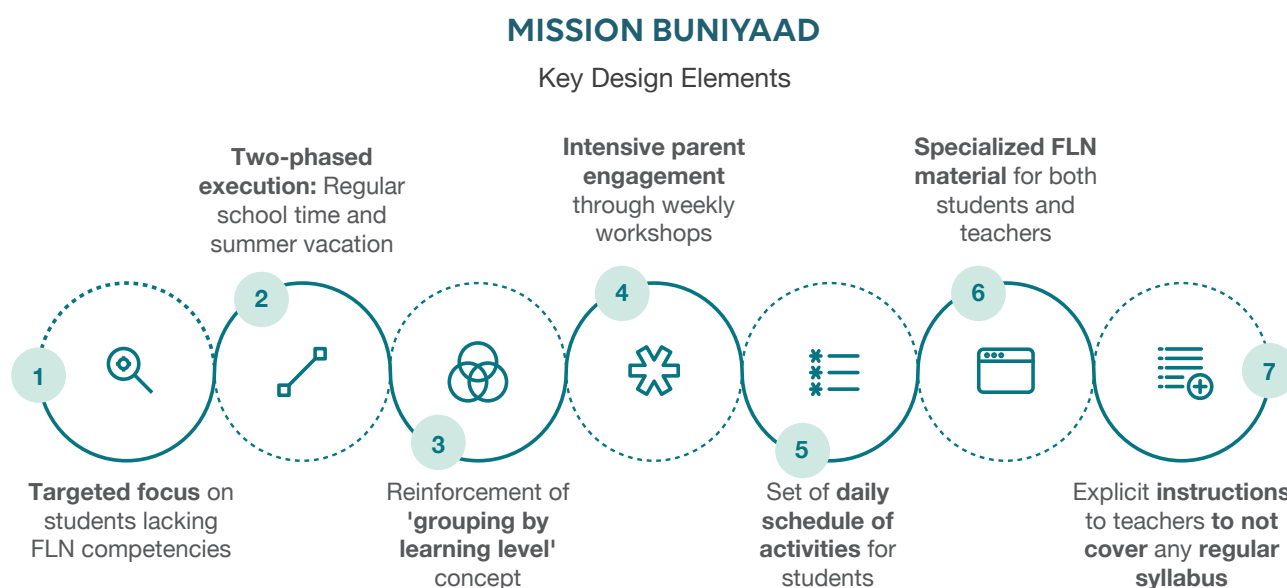 MISSION BUNIYAAD
Key Design Elements
1
Targeted focus on
students lacking
FLN competencies
2
Two-phased
execution: Regular
school time and
summer vacation
3
Reinforcement of
'grouping by
learning level'
concept
4
Intensive parent
engagement
through weekly
workshops
5
Set of daily
schedule of
activities for
students
6
Specialized FLN
material for both
students and
teachers
7
Explicit instructions
to teachers to not
cover any regular
syllabus